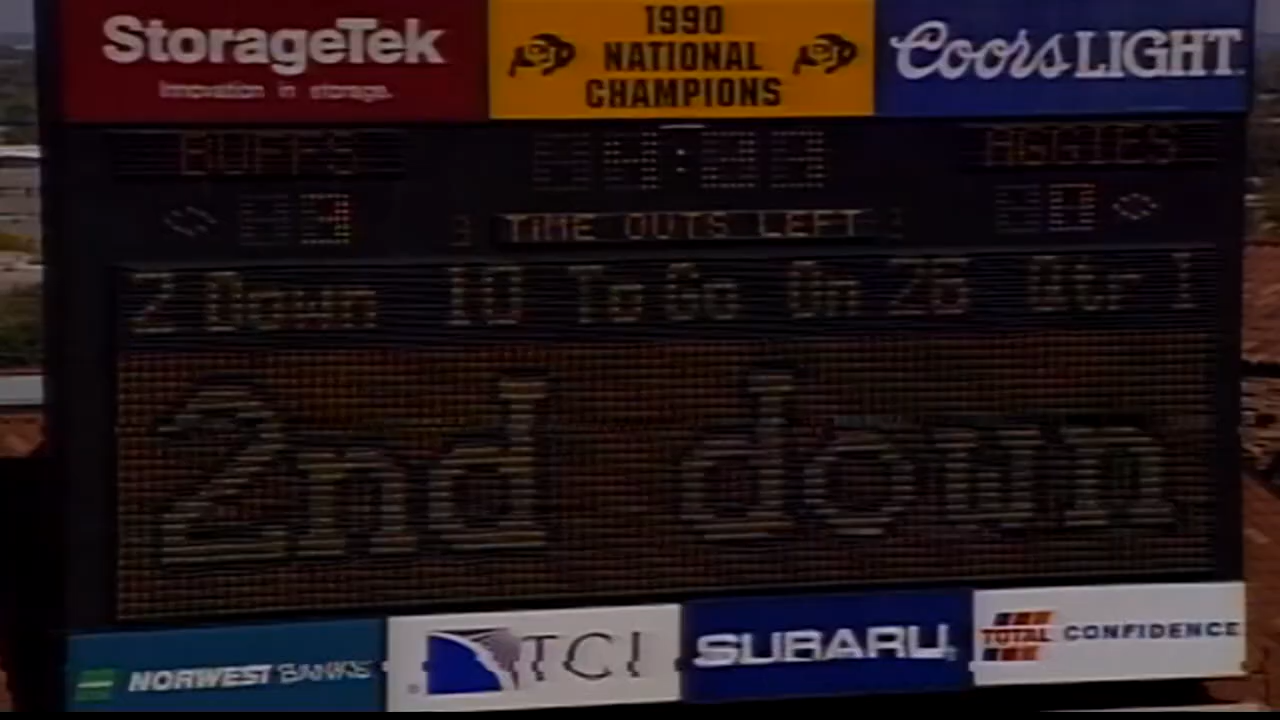 StorageTek
Innovation in storage.
1990
NATIONAL
CHAMPIONS
Coors LIGHT
BUFFS
AGGIES
3 TIME OUTS LEFT
2 Down 10 To Go On 26 Qtr 1
2nd down
NORWEST BANKS
TCI
SUBARU
TOTAL CONFIDENCE